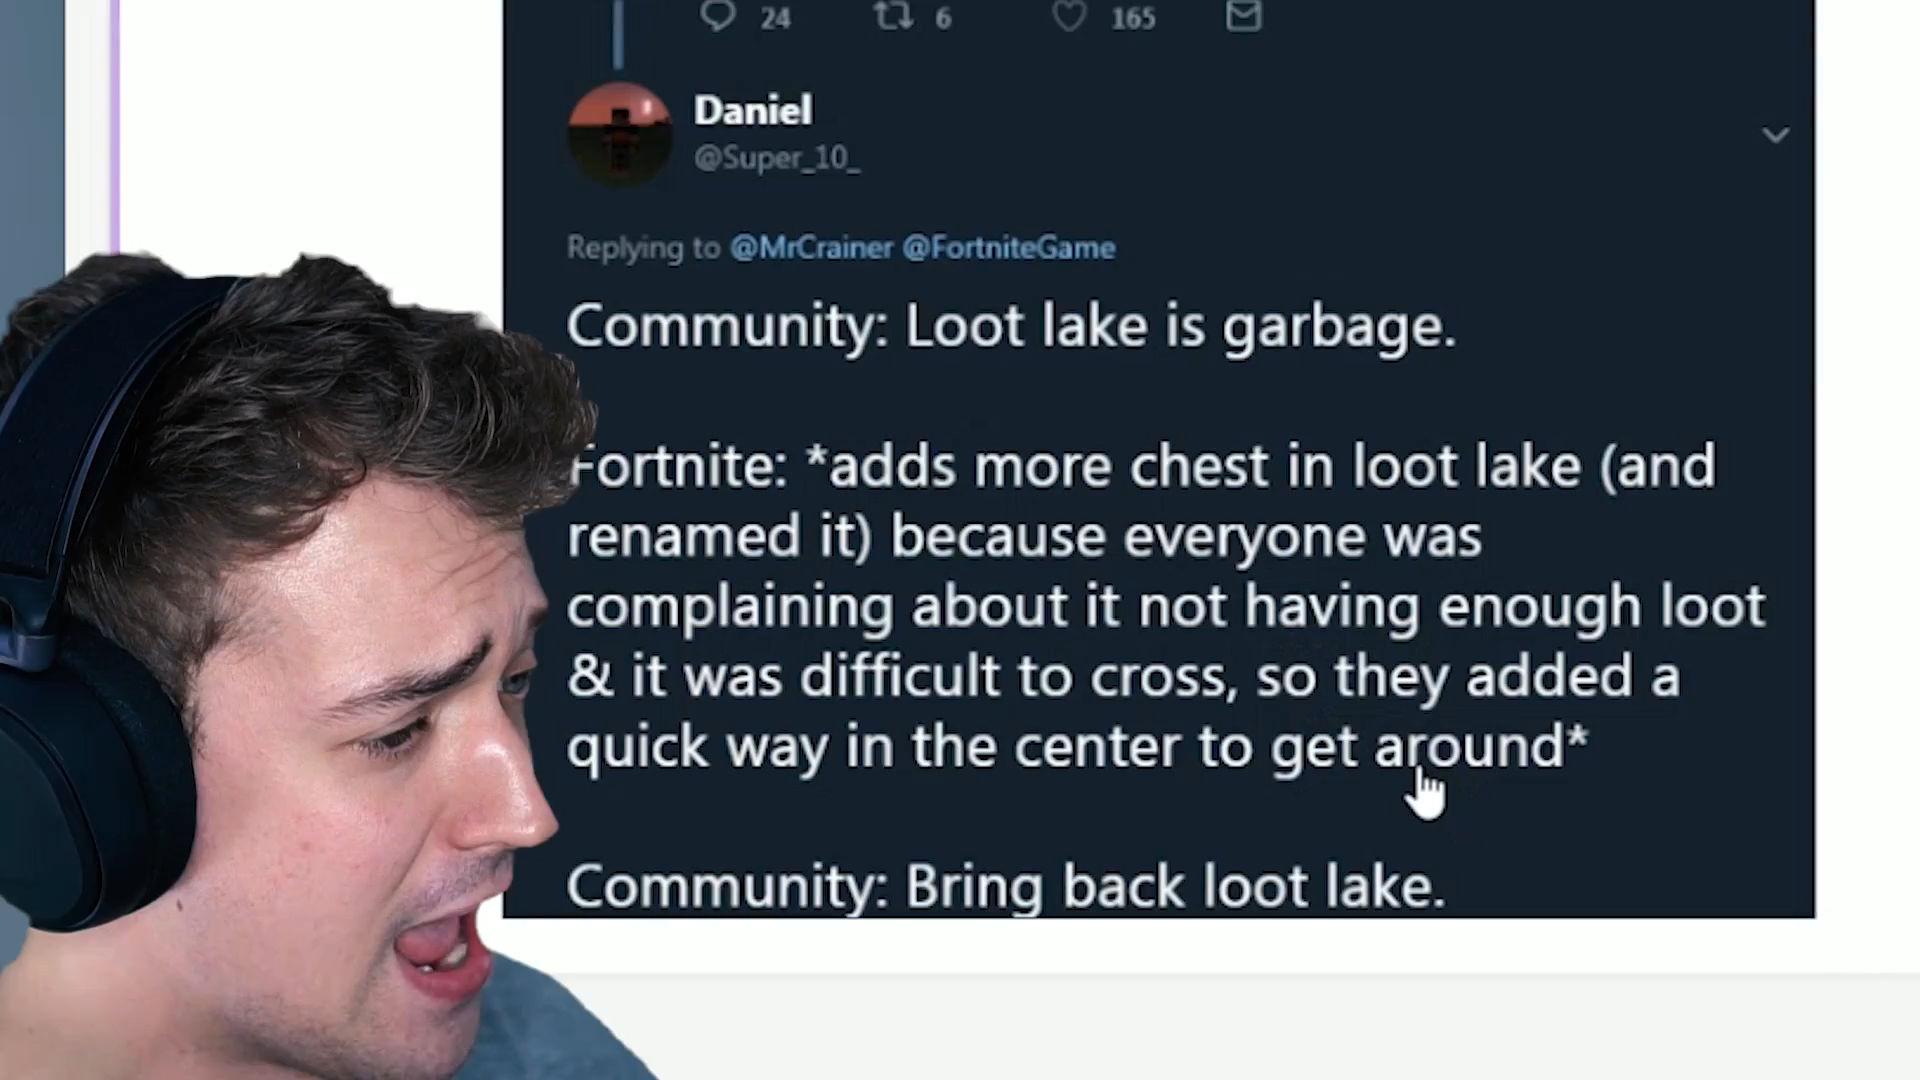 24 6 165
Daniel
@Super_10_
Replying to @MrCrainer @FortniteGame
Community: Loot lake is garbage.
Fortnite: *adds more chest in loot lake (and
renamed it) because everyone was
complaining about it not having enough loot
& it was difficult to cross, so they added a
quick way in the center to get around*
Community: Bring back loot lake.